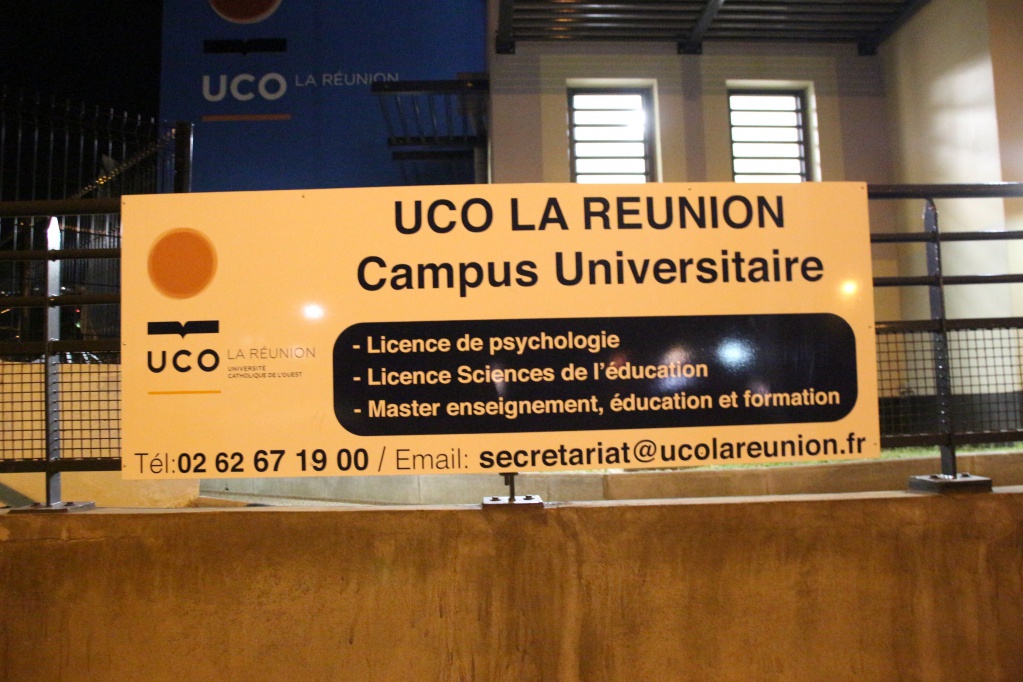 UCO LA RÉUNION
UCO LA REUNION
Campus Universitaire
- Licence de psychologie
- Licence Sciences de l'éducation
- Master enseignement, éducation et formation
UCO LA RÉUNION
UNIVERSITÉ
CATHOLIQUE DE L'OUEST
Tél:02 62 67 19 00 / Email: secretariat@ucolareunion.fr